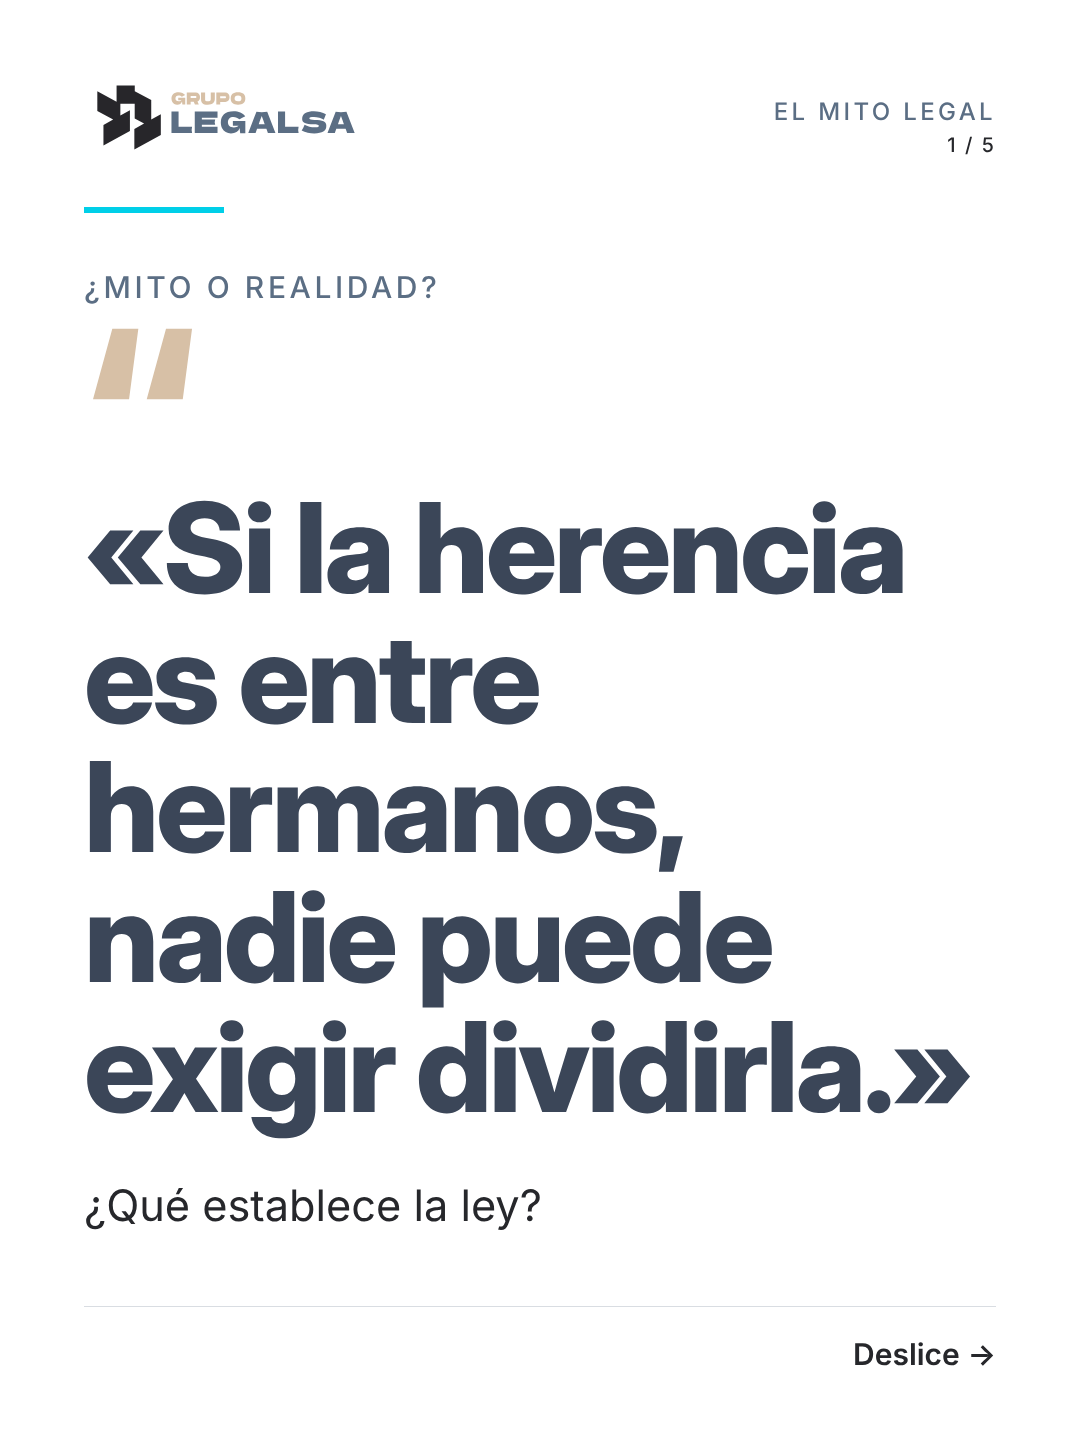 GRUPO
LEGALSA
EL MITO LEGAL
1 / 5
¿MITO O REALIDAD?
"
«Si la herencia
es entre
hermanos,
nadie puede
exigir dividirla.»
¿Qué establece la ley?
Deslice →